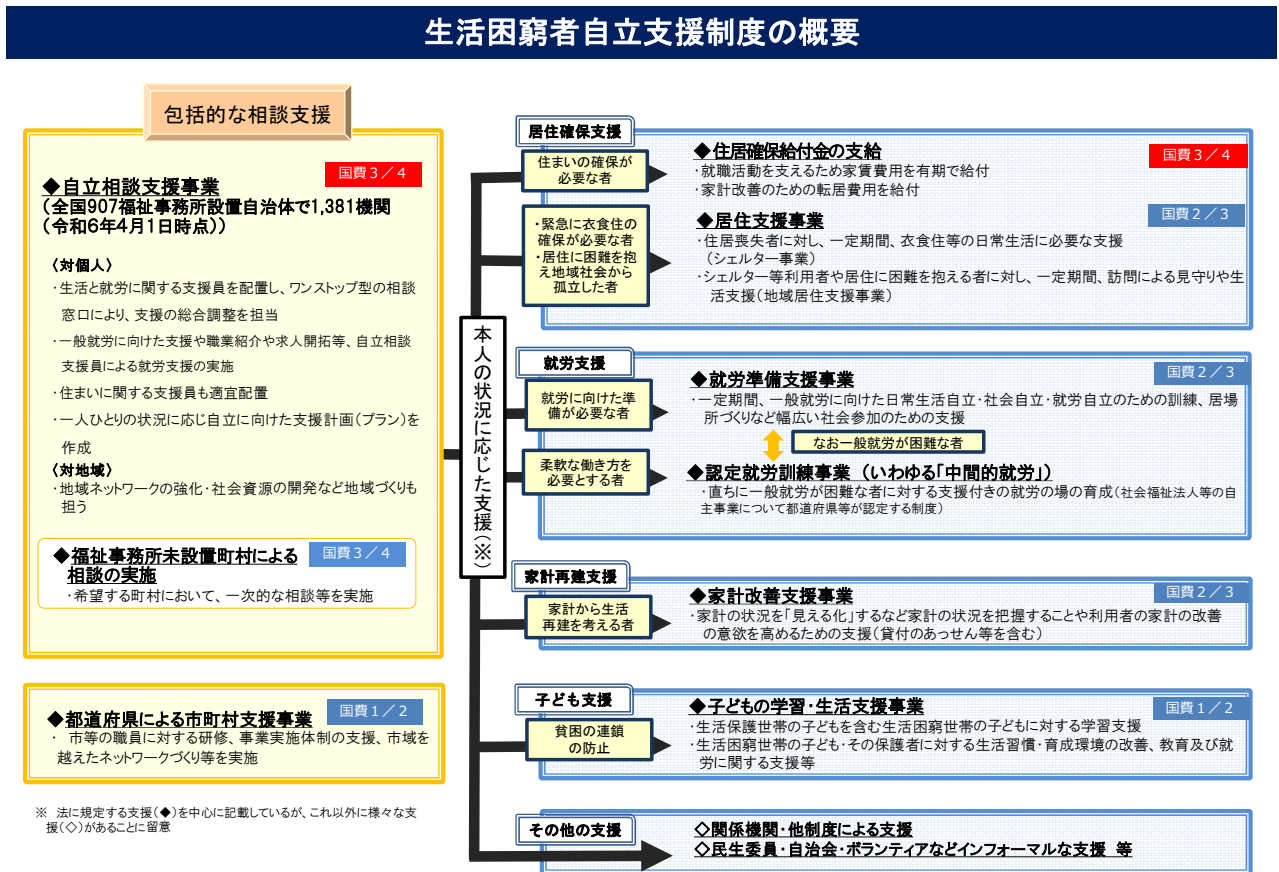 生活困窮者自立支援制度の概要
包括的な相談支援
国費３／４
◆自立相談支援事業
（全国907福祉事務所設置自治体で1,381機関
（令和6年4月1日時点））
〈対個人〉
・生活と就労に関する支援員を配置し、ワンストップ型の相談
窓口により、支援の総合調整を担当
・一般就労に向けた支援や職業紹介や求人開拓等、自立相談
支援員による就労支援の実施
・住まいに関する支援員も適宜配置
・一人ひとりの状況に応じ自立に向けた支援計画（プラン）を
作成
〈対地域〉
・地域ネットワークの強化・社会資源の開発など地域づくりも
担う
◆福祉事務所未設置町村による
相談の実施
国費３／４
・希望する町村において、一次的な相談等を実施
◆都道府県による市町村支援事業
国費１／２
・ 市等の職員に対する研修、事業実施体制の支援、市域を
越えたネットワークづくり等を実施
※ 法に規定する支援（◆）を中心に記載しているが、これ以外に様々な支
援（◇）があることに留意
本人の状況に応じた支援（※）
居住確保支援
住まいの確保が
必要な者
◆住居確保給付金の支給
国費３／４
・就職活動を支えるため家賃費用を有期で給付
・家計改善のための転居費用を給付
・緊急に衣食住の
確保が必要な者
・居住に困難を抱
え地域社会から
孤立した者
◆居住支援事業
国費２／３
・住居喪失者に対し、一定期間、衣食住等の日常生活に必要な支援
（シェルター事業）
・シェルター等利用者や居住に困難を抱える者に対し、一定期間、訪問による見守りや生
活支援（地域居住支援事業）
就労支援
就労に向けた準
備が必要な者
◆就労準備支援事業
国費２／３
・一定期間、一般就労に向けた日常生活自立・社会自立・就労自立のための訓練、居場
所づくりなど幅広い社会参加のための支援
なお一般就労が困難な者
柔軟な働き方を
必要とする者
◆認定就労訓練事業 （いわゆる「中間的就労」）
・直ちに一般就労が困難な者に対する支援付きの就労の場の育成（社会福祉法人等の自
主事業について都道府県等が認定する制度）
家計再建支援
家計から生活
再建を考える者
◆家計改善支援事業
国費２／３
・家計の状況を「見える化」するなど家計の状況を把握することや利用者の家計の改善
の意欲を高めるための支援（貸付のあっせん等を含む）
子ども支援
貧困の連鎖
の防止
◆子どもの学習・生活支援事業
国費１／２
・生活保護世帯の子どもを含む生活困窮世帯の子どもに対する学習支援
・生活困窮世帯の子ども・その保護者に対する生活習慣・育成環境の改善、教育及び就
労に関する支援等
その他の支援
◇関係機関・他制度による支援
◇民生委員・自治会・ボランティアなどインフォーマルな支援 等